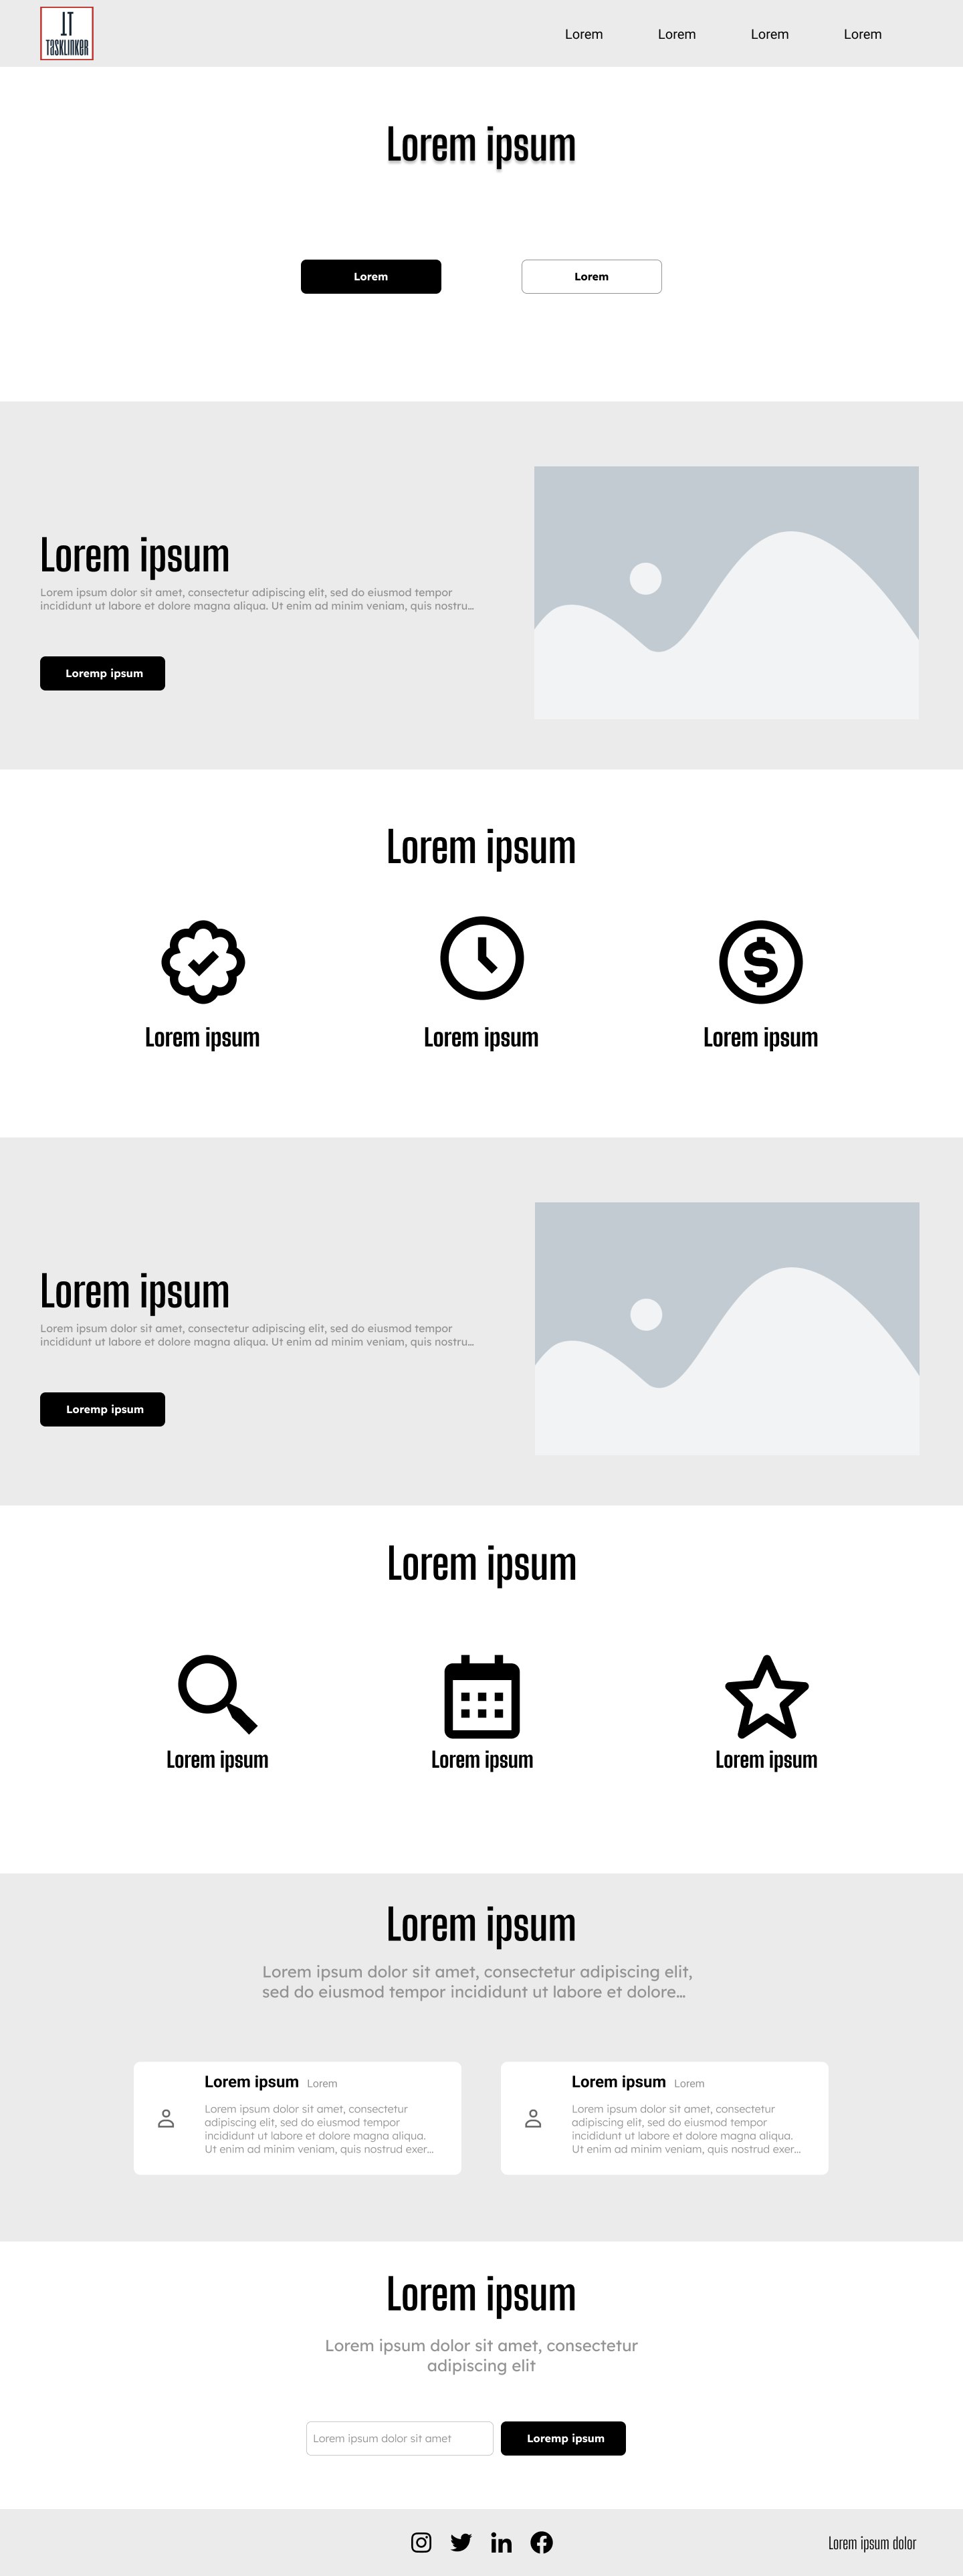 IT
TASKLINKER
Lorem Lorem Lorem Lorem
Lorem ipsum
Lorem Lorem
Lorem ipsum
Lorem ipsum dolor sit amet, consectetur adipiscing elit, sed do eiusmod tempor
incididunt ut labore et dolore magna aliqua. Ut enim ad minim veniam, quis nostru...
Loremp ipsum
Lorem ipsum
Lorem ipsum Lorem ipsum Lorem ipsum
Lorem ipsum
Lorem ipsum dolor sit amet, consectetur adipiscing elit, sed do eiusmod tempor
incididunt ut labore et dolore magna aliqua. Ut enim ad minim veniam, quis nostru...
Loremp ipsum
Lorem ipsum
Lorem ipsum Lorem ipsum Lorem ipsum
Lorem ipsum
Lorem ipsum dolor sit amet, consectetur adipiscing elit,
sed do eiusmod tempor incididunt ut labore et dolore...
Lorem ipsum Lorem
Lorem ipsum dolor sit amet, consectetur
adipiscing elit, sed do eiusmod tempor
incididunt ut labore et dolore magna aliqua.
Ut enim ad minim veniam, quis nostrud exer...
Lorem ipsum Lorem
Lorem ipsum dolor sit amet, consectetur
adipiscing elit, sed do eiusmod tempor
incididunt ut labore et dolore magna aliqua.
Ut enim ad minim veniam, quis nostrud exer...
Lorem ipsum
Lorem ipsum dolor sit amet, consectetur
adipiscing elit
Lorem ipsum dolor sit amet Loremp ipsum
Lorem ipsum dolor